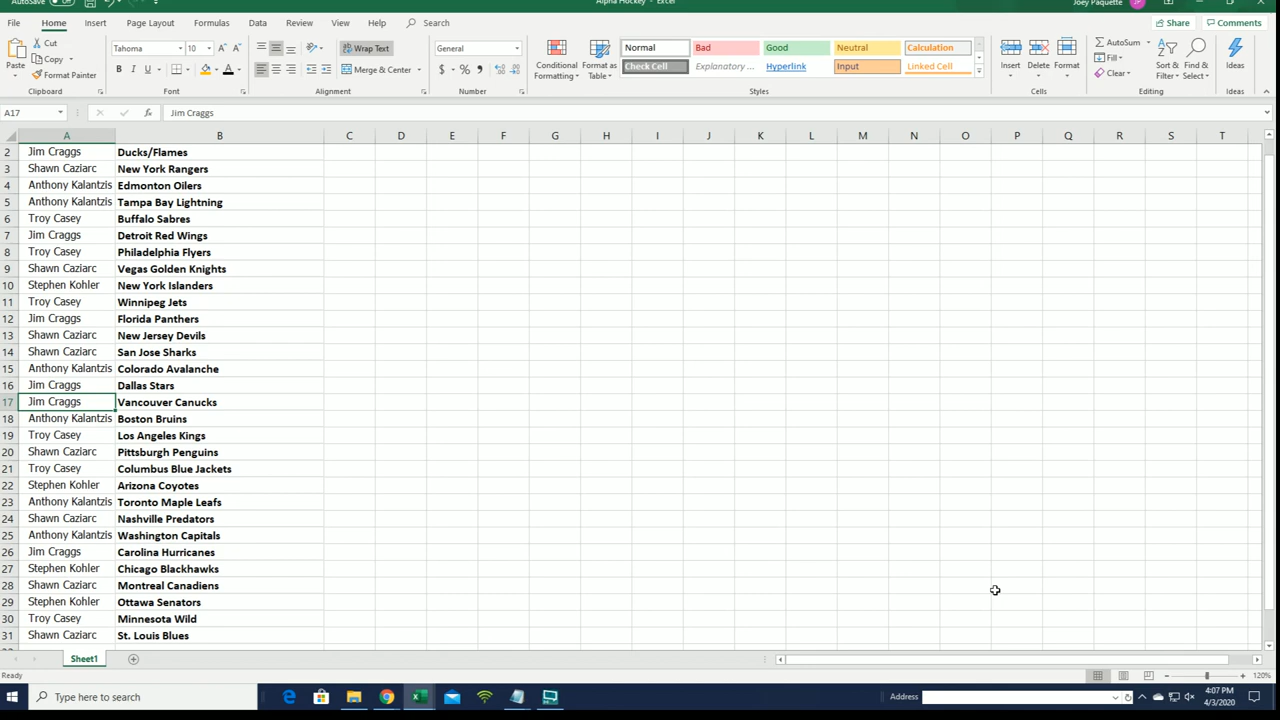 AutoSave
Alpha Hockey - Excel
Joey Paquette
JP
File Home Insert Page Layout Formulas Data Review View Help Search Share Comments
Paste Cut Copy Format Painter Clipboard
Tahoma 10 B I U A Font
Wrap Text Merge & Center Alignment
General $ % Number
Conditional Formatting Format as Table
Normal Bad Good Neutral Calculation
Check Cell Explanatory ... Hyperlink Input Linked Cell
Styles
Insert Delete Format Cells
AutoSum Fill Clear Sort & Filter Find & Select Editing
Ideas Ideas
A17 fx Jim Craggs
A B C D E F G H I J K L M N O P Q R S T
2 Jim Craggs Ducks/Flames
3 Shawn Caziarc New York Rangers
4 Anthony Kalantzis Edmonton Oilers
5 Anthony Kalantzis Tampa Bay Lightning
6 Troy Casey Buffalo Sabres
7 Jim Craggs Detroit Red Wings
8 Troy Casey Philadelphia Flyers
9 Shawn Caziarc Vegas Golden Knights
10 Stephen Kohler New York Islanders
11 Troy Casey Winnipeg Jets
12 Jim Craggs Florida Panthers
13 Shawn Caziarc New Jersey Devils
14 Shawn Caziarc San Jose Sharks
15 Anthony Kalantzis Colorado Avalanche
16 Jim Craggs Dallas Stars
17 Jim Craggs Vancouver Canucks
18 Anthony Kalantzis Boston Bruins
19 Troy Casey Los Angeles Kings
20 Shawn Caziarc Pittsburgh Penguins
21 Troy Casey Columbus Blue Jackets
22 Stephen Kohler Arizona Coyotes
23 Anthony Kalantzis Toronto Maple Leafs
24 Shawn Caziarc Nashville Predators
25 Anthony Kalantzis Washington Capitals
26 Jim Craggs Carolina Hurricanes
27 Stephen Kohler Chicago Blackhawks
28 Shawn Caziarc Montreal Canadiens
29 Stephen Kohler Ottawa Senators
30 Troy Casey Minnesota Wild
31 Shawn Caziarc St. Louis Blues
Sheet1
Ready 120%
Type here to search Address 4:07 PM
4/3/2020